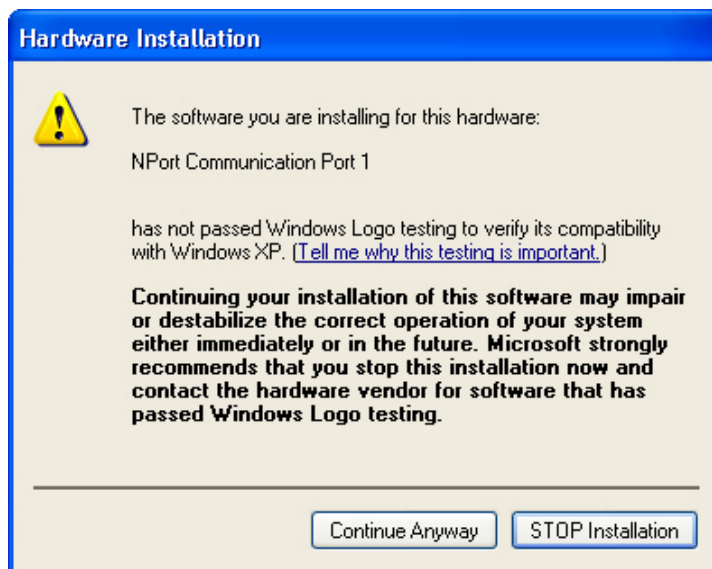 Hardware Installation
The software you are installing for this hardware:
NPort Communication Port 1
has not passed Windows Logo testing to verify its compatibility
with Windows XP. (Tell me why this testing is important.)
Continuing your installation of this software may impair
or destabilize the correct operation of your system
either immediately or in the future. Microsoft strongly
recommends that you stop this installation now and
contact the hardware vendor for software that has
passed Windows Logo testing.
Continue Anyway
STOP Installation